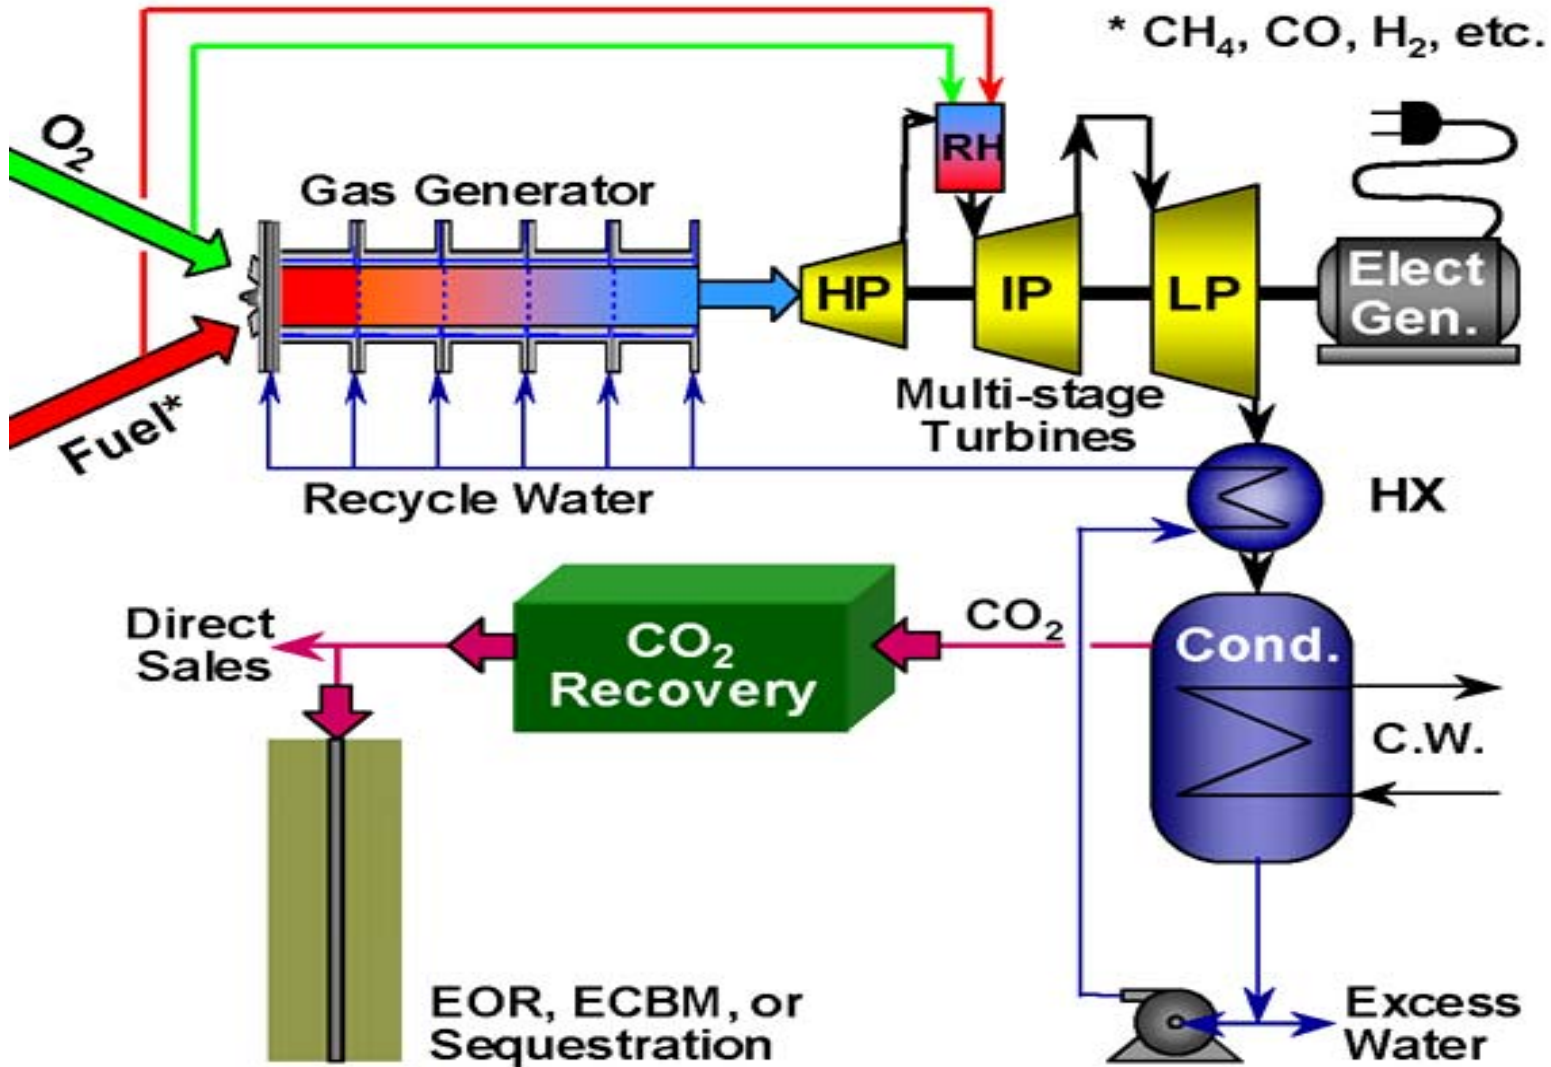 * CH₄, CO, H₂, etc.
O₂
RH
Gas Generator
HP
IP
LP
Elect
Gen.
Fuel*
Multi-stage
Turbines
Recycle Water
HX
Direct
Sales
CO₂
Recovery
CO₂
Cond.
C.W.
EOR, ECBM, or
Sequestration
Excess
Water